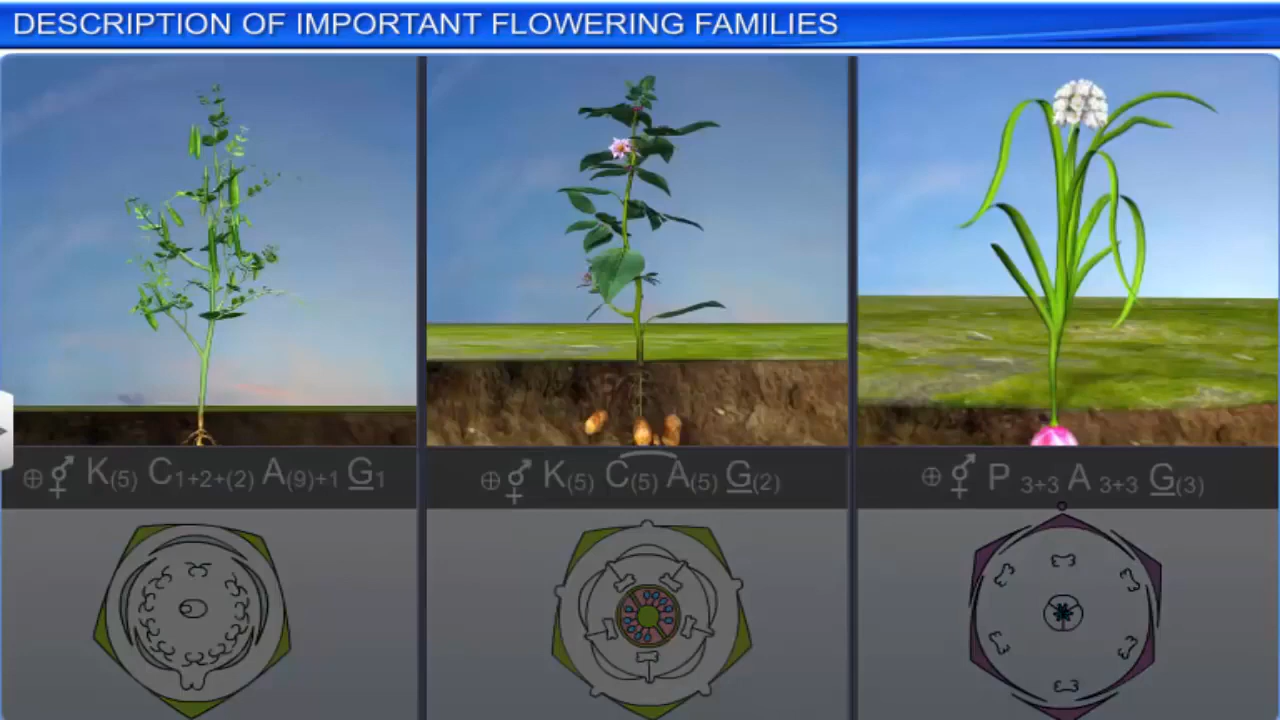 DESCRIPTION OF IMPORTANT FLOWERING FAMILIES
⊕ ⚥ K(5) C1+2+(2) A(9)+1 G1
⊕ ⚥ K(5) C(5) A(5) G(2)
⊕ ⚥ P 3+3 A 3+3 G(3)